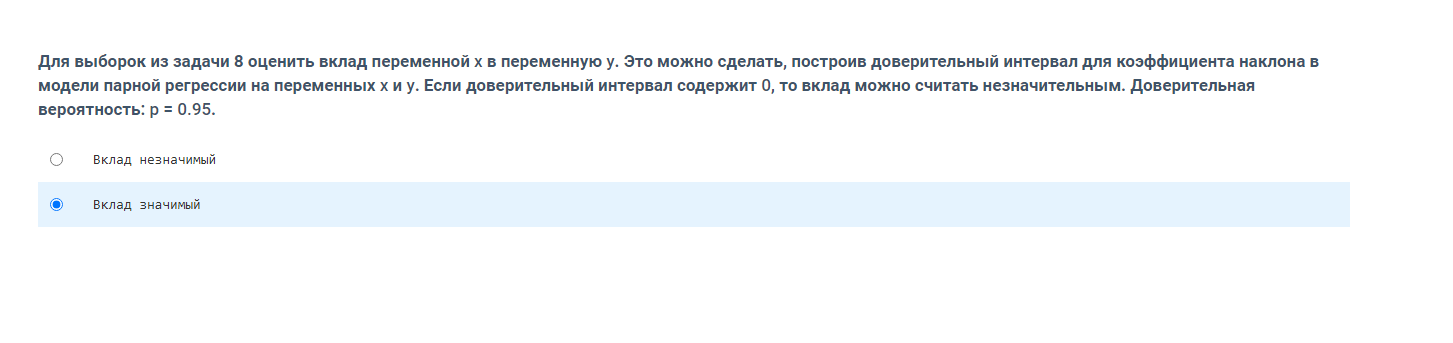 Для выборок из задачи 8 оценить вклад переменной x в переменную y. Это можно сделать, построив доверительный интервал для коэффициента наклона в
модели парной регрессии на переменных x и y. Если доверительный интервал содержит 0, то вклад можно считать незначительным. Доверительная
вероятность: p = 0.95.
Вклад незначимый
Вклад значимый